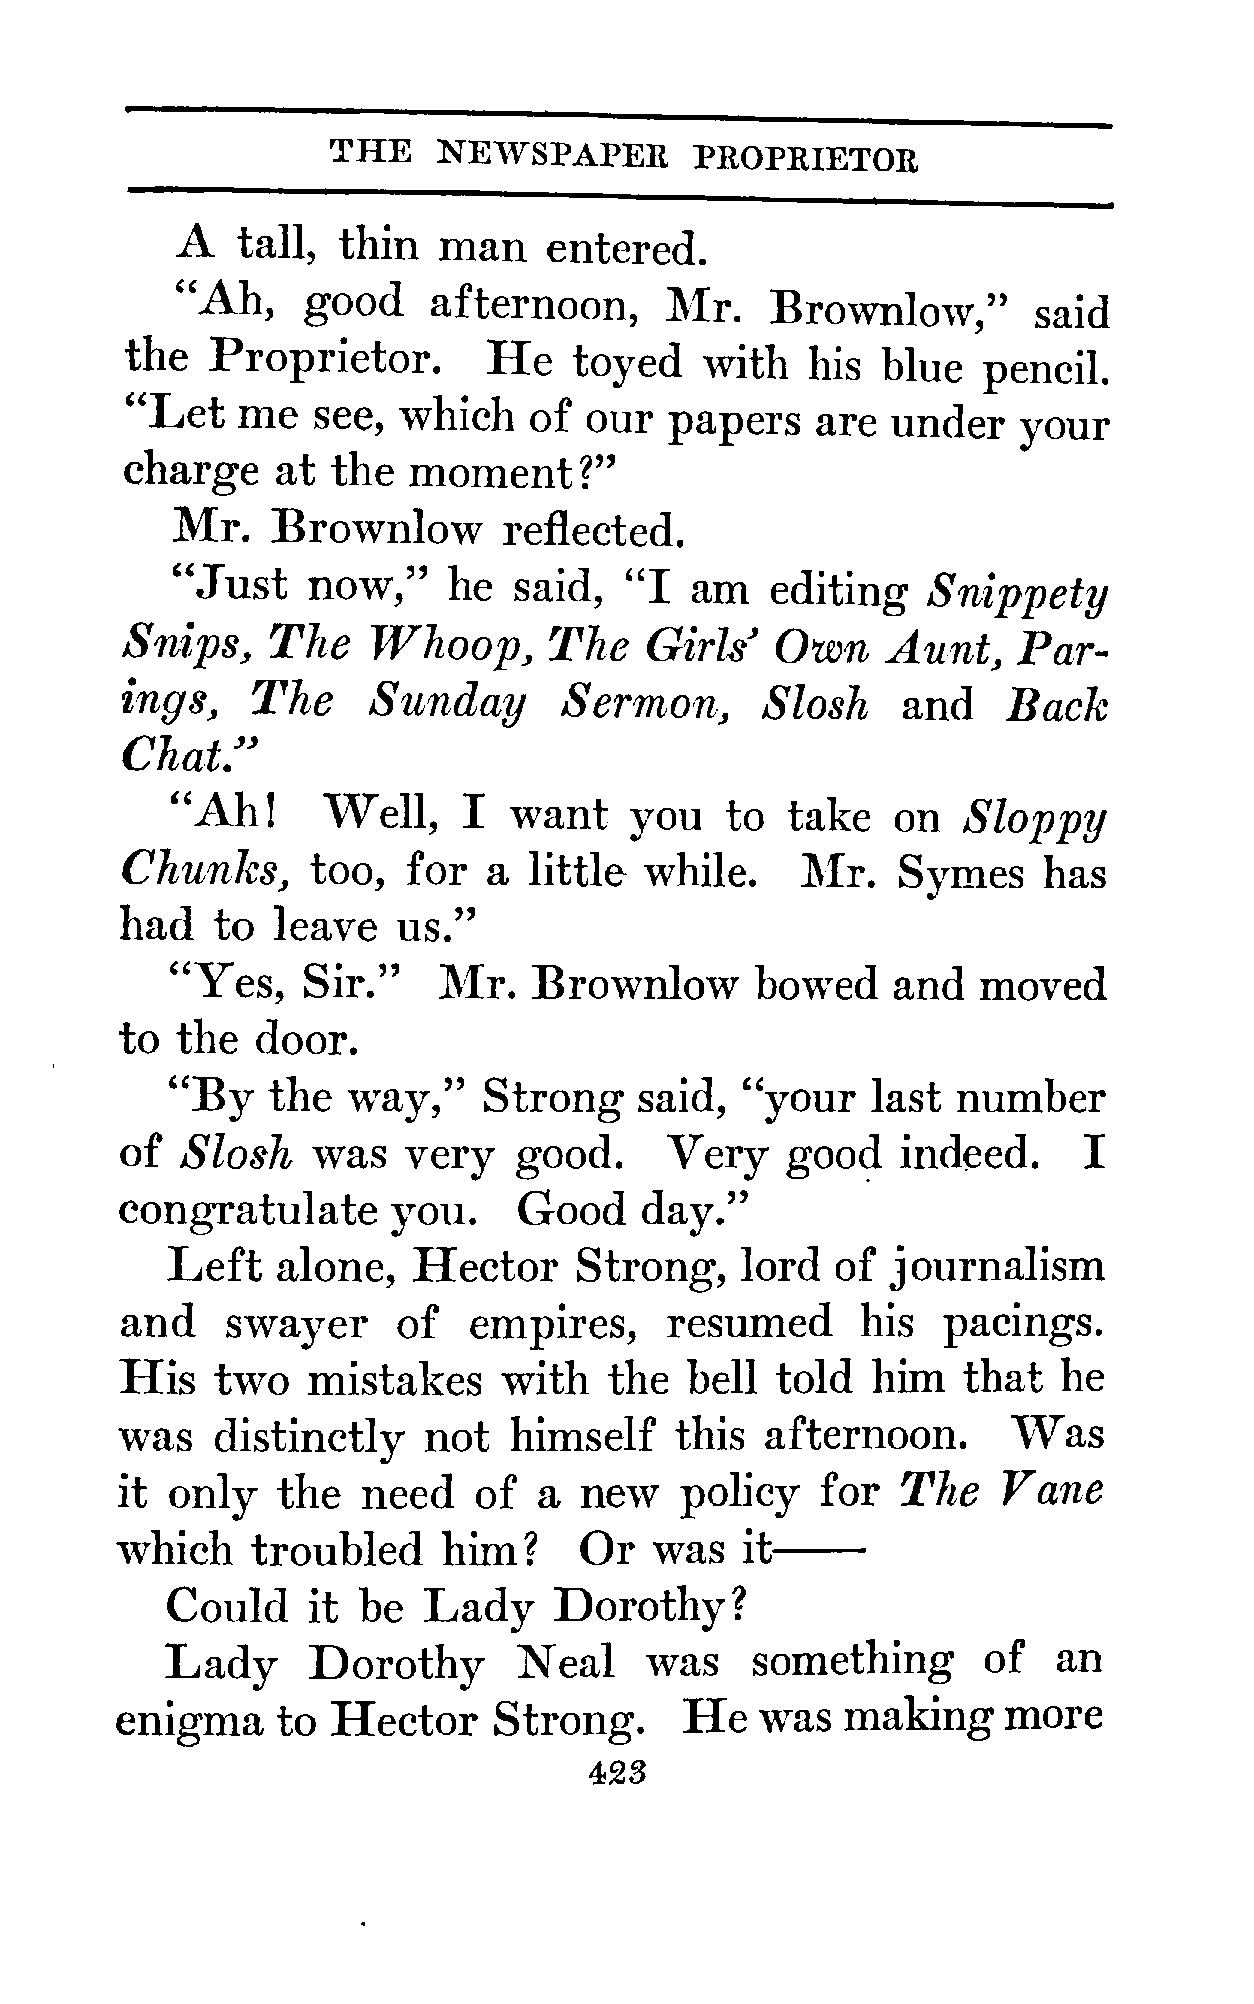 THE NEWSPAPER PROPRIETOR
A tall, thin man entered.
“Ah, good afternoon, Mr. Brownlow,” said
the Proprietor. He toyed with his blue pencil.
“Let me see, which of our papers are under your
charge at the moment?”
Mr. Brownlow reflected.
“Just now,” he said, “I am editing Snippety
Snips, The Whoop, The Girls’ Own Aunt, Par-
ings, The Sunday Sermon, Slosh and Back
Chat.”
“Ah! Well, I want you to take on Sloppy
Chunks, too, for a little while. Mr. Symes has
had to leave us.”
“Yes, Sir.” Mr. Brownlow bowed and moved
to the door.
“By the way,” Strong said, “your last number
of Slosh was very good. Very good indeed. I
congratulate you. Good day.”
Left alone, Hector Strong, lord of journalism
and swayer of empires, resumed his pacings.
His two mistakes with the bell told him that he
was distinctly not himself this afternoon. Was
it only the need of a new policy for The Vane
which troubled him? Or was it——
Could it be Lady Dorothy?
Lady Dorothy Neal was something of an
enigma to Hector Strong. He was making more
423